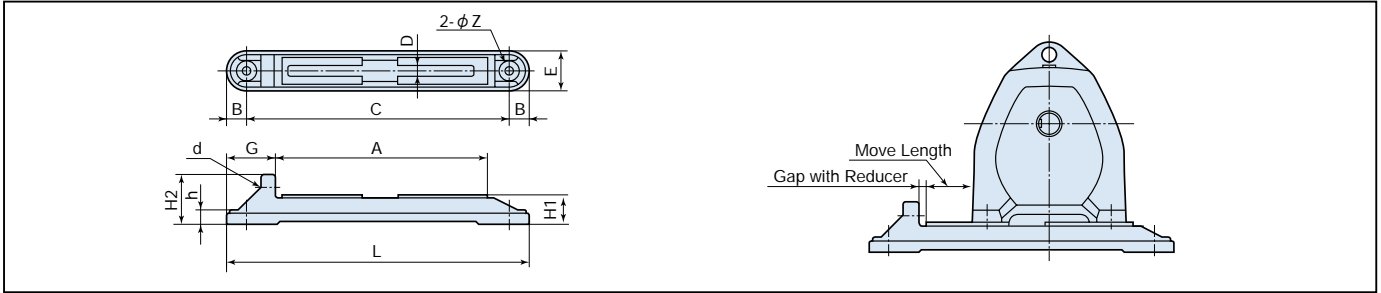 2-φZ
D
E
B
C
B
d
G
A
H2
h
H1
L
Move Length
Gap with Reducer